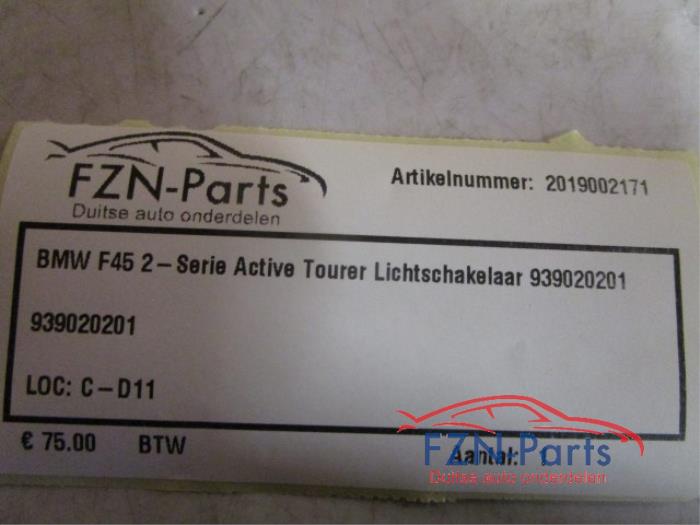 FZN-Parts
Duitse auto onderdelen
Artikelnummer: 2019002171
BMW F45 2-Serie Active Tourer Lichtschakelaar 939020201
939020201
LOC: C-D11
€ 75.00 BTW
Aantal: 1
FZN-Parts
Duitse auto onderdelen